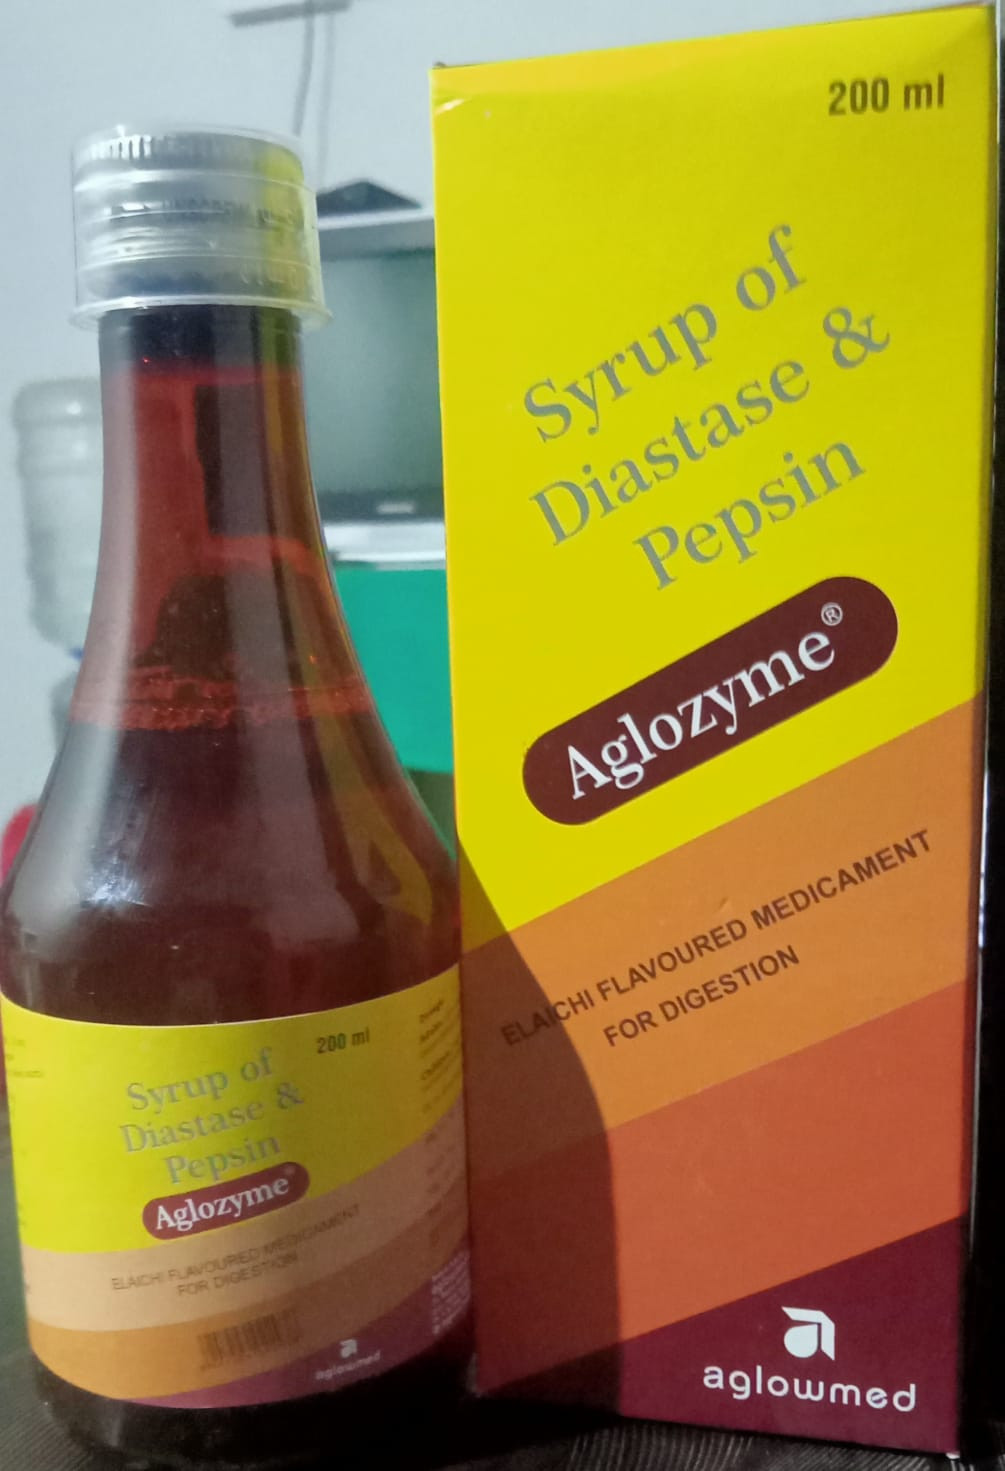 200 ml
Syrup of
Diastase &
Pepsin
Aglozyme®
ELAICHI FLAVOURED MEDICAMENT
FOR DIGESTION
aglowmed
200 ml
Syrup of
Diastase &
Pepsin
Aglozyme®
ELAICHI FLAVOURED MEDICAMENT
FOR DIGESTION
aglowmed